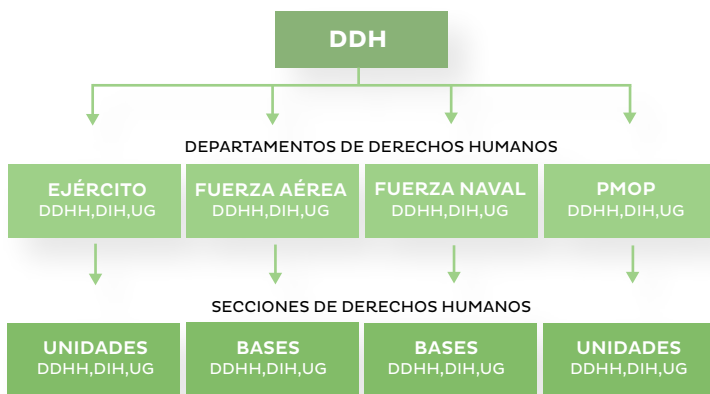 DDH
DEPARTAMENTOS DE DERECHOS HUMANOS
EJÉRCITO
DDHH,DIH,UG
FUERZA AÉREA
DDHH,DIH,UG
FUERZA NAVAL
DDHH,DIH,UG
PMOP
DDHH,DIH,UG
SECCIONES DE DERECHOS HUMANOS
UNIDADES
DDHH,DIH,UG
BASES
DDHH,DIH,UG
BASES
DDHH,DIH,UG
UNIDADES
DDHH,DIH,UG